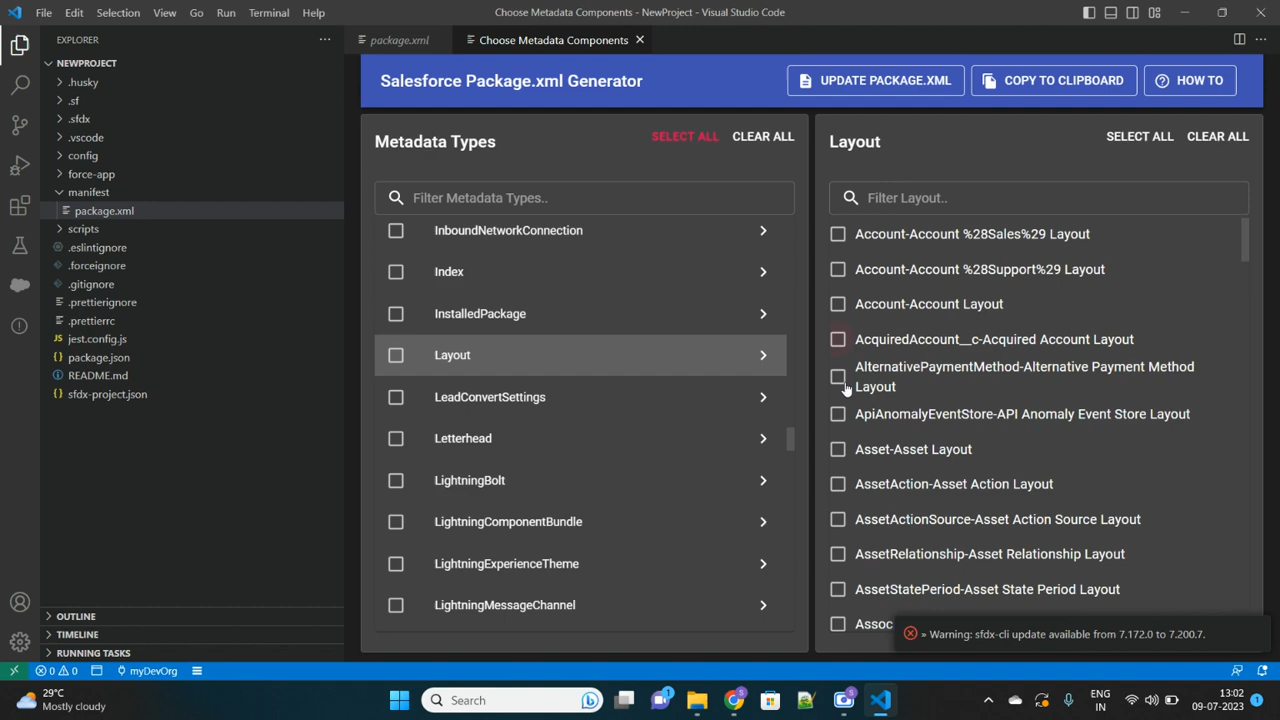 File Edit Selection View Go Run Terminal Help
Choose Metadata Components - NewProject - Visual Studio Code
EXPLORER
NEWPROJECT
.husky
.sf
.sfdx
.vscode
config
force-app
manifest
package.xml
scripts
.eslintignore
.forceignore
.gitignore
.prettierignore
.prettierrc
jest.config.js
package.json
README.md
sfdx-project.json
OUTLINE
TIMELINE
RUNNING TASKS
package.xml
Choose Metadata Components
Salesforce Package.xml Generator
UPDATE PACKAGE.XML
COPY TO CLIPBOARD
HOW TO
Metadata Types
SELECT ALL
CLEAR ALL
Filter Metadata Types..
InboundNetworkConnection
Index
InstalledPackage
Layout
LeadConvertSettings
Letterhead
LightningBolt
LightningComponentBundle
LightningExperienceTheme
LightningMessageChannel
Layout
SELECT ALL
CLEAR ALL
Filter Layout..
Account-Account %28Sales%29 Layout
Account-Account %28Support%29 Layout
Account-Account Layout
AcquiredAccount__c-Acquired Account Layout
AlternativePaymentMethod-Alternative Payment Method
Layout
ApiAnomalyEventStore-API Anomaly Event Store Layout
Asset-Asset Layout
AssetAction-Asset Action Layout
AssetActionSource-Asset Action Source Layout
AssetRelationship-Asset Relationship Layout
AssetStatePeriod-Asset State Period Layout
Assoc
» Warning: sfdx-cli update available from 7.172.0 to 7.200.7.
0 0 myDevOrg
29°C
Mostly cloudy
Search
1
5
5
ENG
IN
13:02
09-07-2023
1